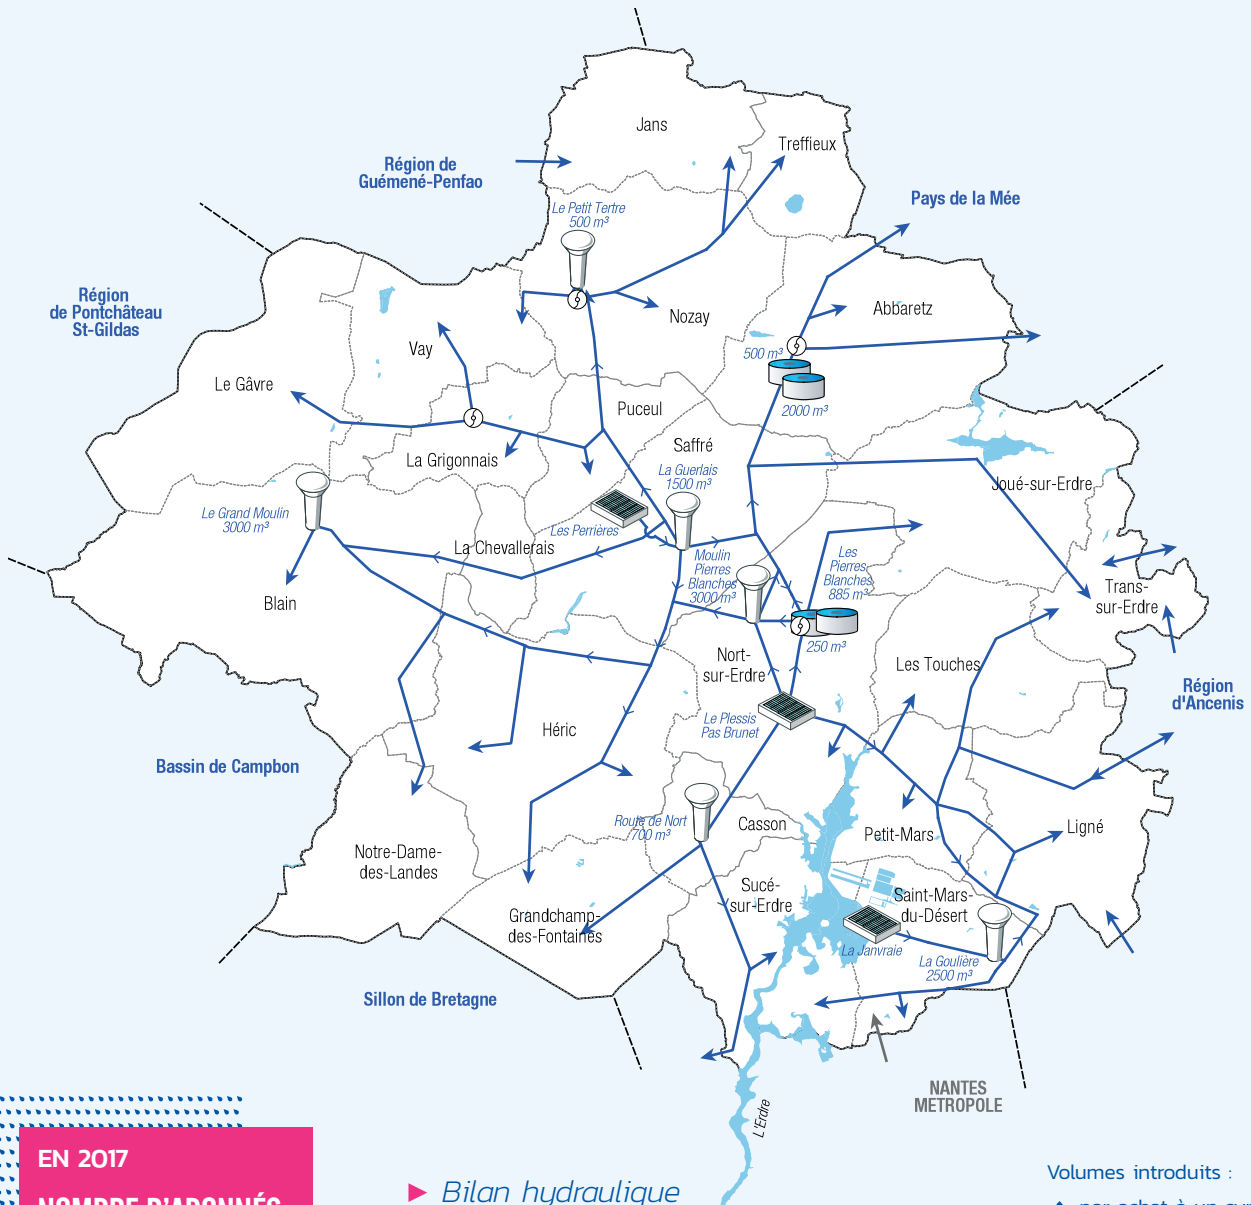 Jans
Treffieux
Région de
Guémené-Penfao
Pays de la Mée
Le Petit Tertre
500 m³
Région
de Pontchâteau
St-Gildas
Nozay
Abbaretz
Vay
500 m³
Le Gâvre
2000 m³
Puceul
Saffré
La Grigonnais
La Guerlais
1500 m³
Joué-sur-Erdre
Le Grand Moulin
3000 m³
Les Perrières
La Chevallerais
Moulin
Pierres
Blanches
3000 m³
Les
Pierres
Blanches
885 m³
Blain
Trans-
sur-Erdre
250 m³
Nort-
sur-Erdre
Les Touches
Région
d'Ancenis
Le Plessis
Pas Brunet
Héric
Bassin de Campbon
Route de Nort
700 m³
Casson
Petit-Mars
Ligné
Notre-Dame-
des-Landes
Sucé-
sur-Erdre
Saint-Mars-
du-Désert
Grandchamp-
des-Fontaines
La Janvraie
La Goulière
2500 m³
Sillon de Bretagne
NANTES
METROPOLE
L'Erdre
EN 2017
NOMBRE D'ABONNÉS
► Bilan hydraulique
Volumes introduits :
par achat à un